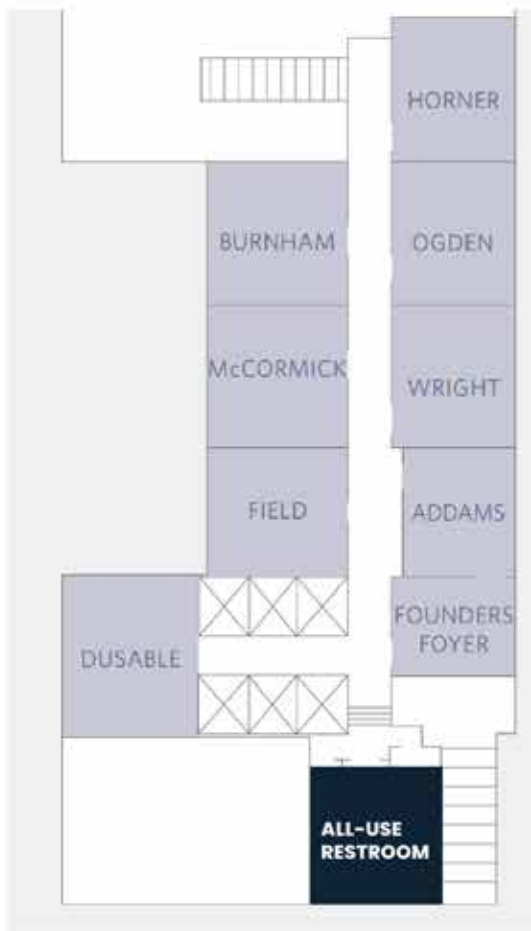 HORNER
BURNHAM
OGDEN
McCORMICK
WRIGHT
FIELD
ADDAMS
FOUNDERS
FOYER
DUSABLE
ALL-USE
RESTROOM